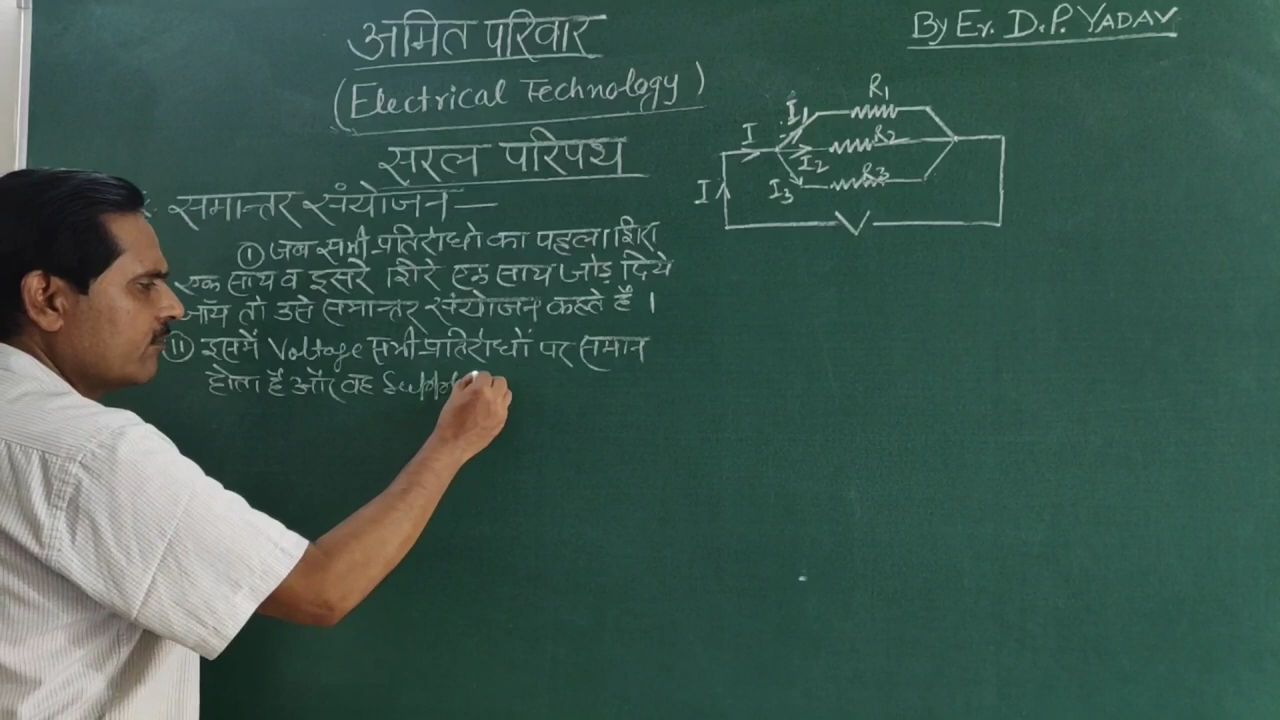 अमित परिवार
By Er. D.P. YADAV
(Electrical Technology)
सरल परिपथ
समान्तर संयोजन—
① जब सभी प्रतिरोधों का पहला शिरा
एक साथ व दुसरे शिरे एक साथ जोड़ दिये
जाँय तो उसे समान्तर संयोजन कहते हैं ।
ⅠⅠ इसमें Voltage सभी प्रतिरोधों पर समान
होता है और वह Suppl
R1
I1
I
R2
I2
R3
I3
I
V